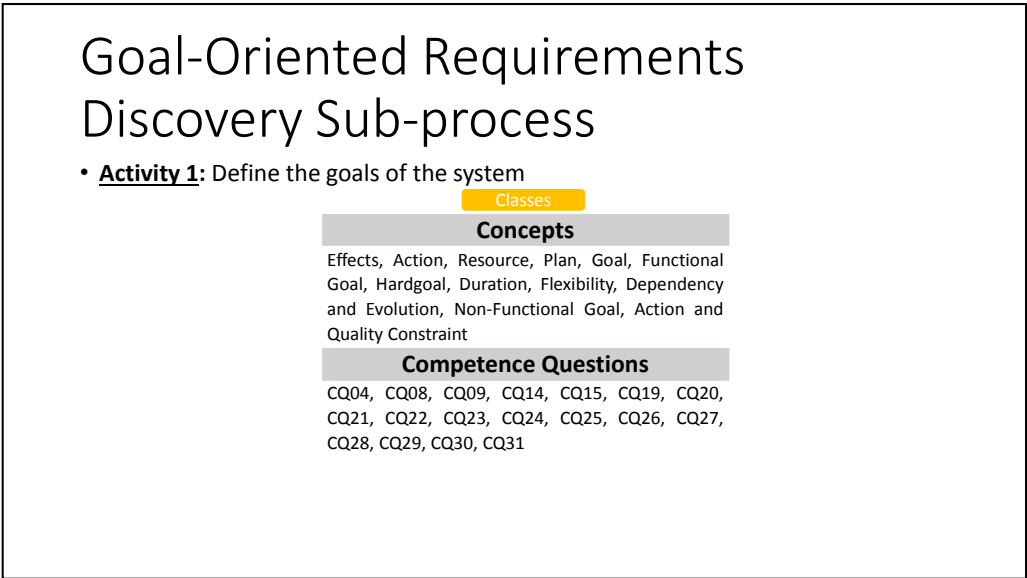 Goal-Oriented Requirements
Discovery Sub-process
• Activity 1: Define the goals of the system
Classes
Concepts
Effects, Action, Resource, Plan, Goal, Functional
Goal, Hardgoal, Duration, Flexibility, Dependency
and Evolution, Non-Functional Goal, Action and
Quality Constraint
Competence Questions
CQ04, CQ08, CQ09, CQ14, CQ15, CQ19, CQ20,
CQ21, CQ22, CQ23, CQ24, CQ25, CQ26, CQ27,
CQ28, CQ29, CQ30, CQ31